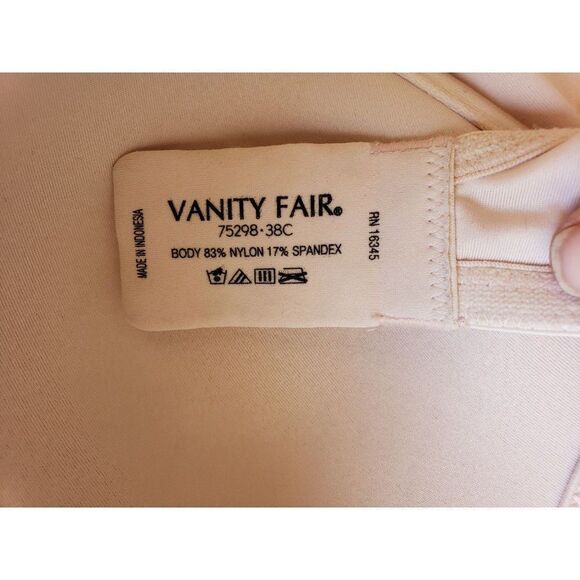 VANITY FAIR®
75298·38C
BODY 83% NYLON 17% SPANDEX
MADE IN INDONESIA
RN 16345